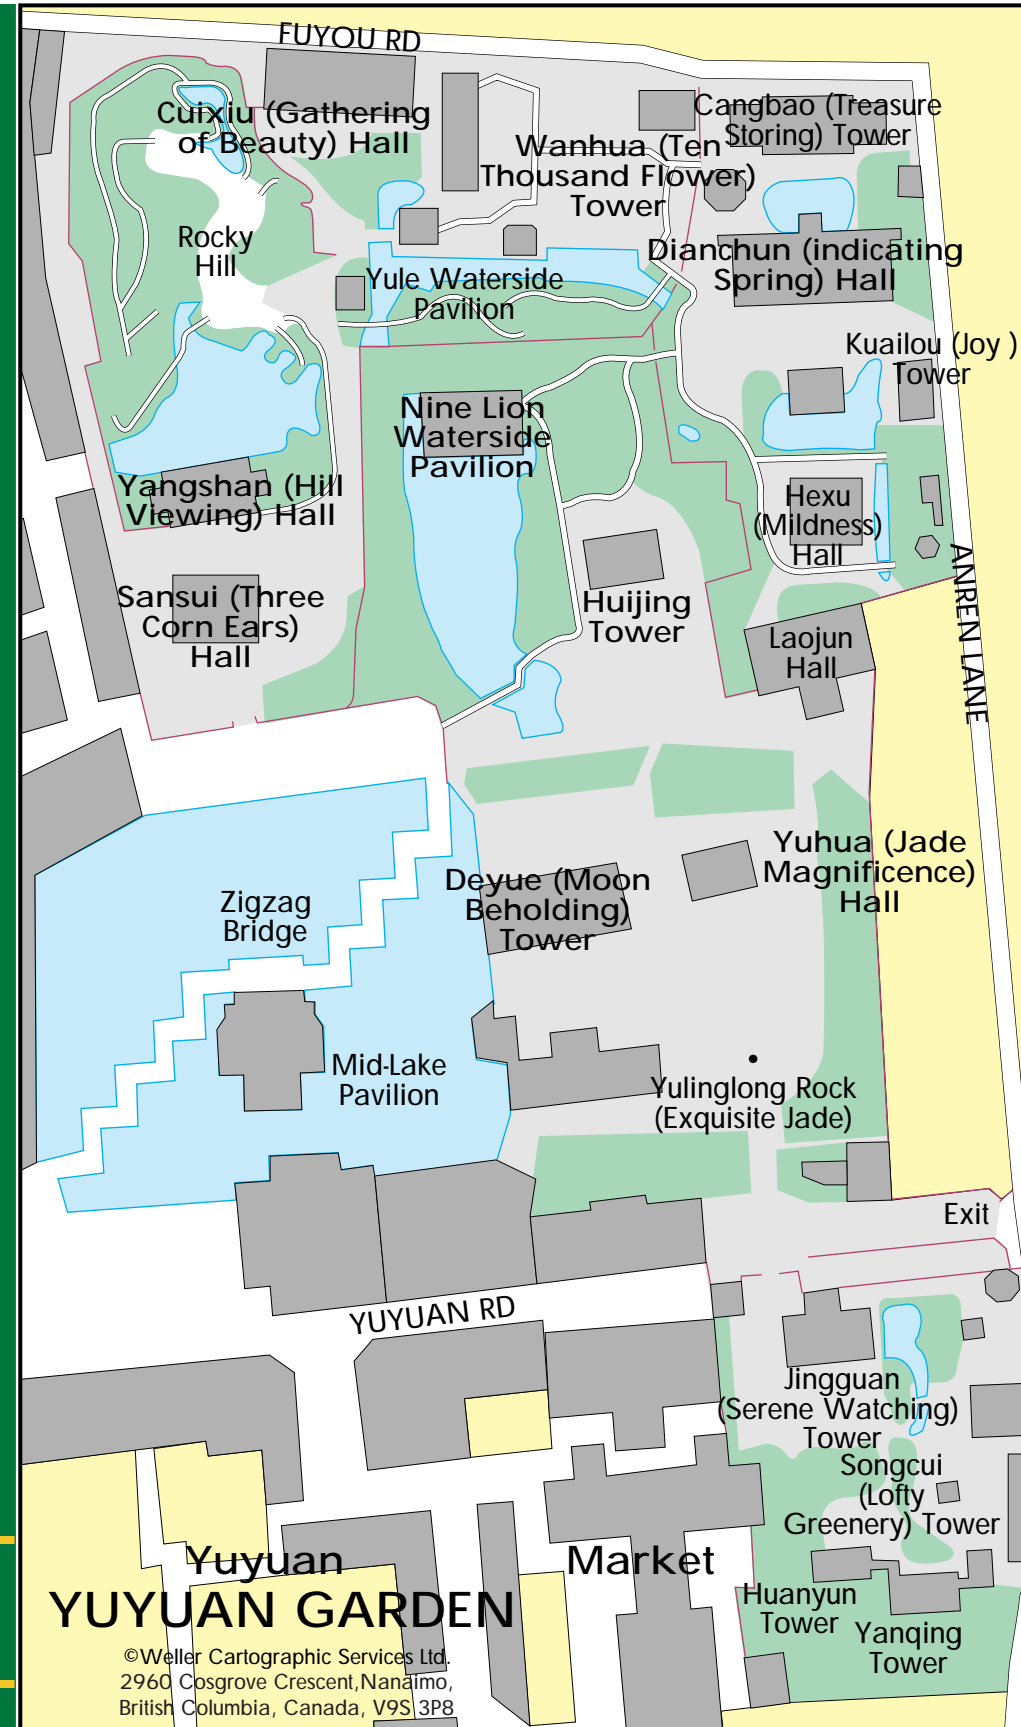 FUYOU RD
Cuixiu (Gathering
of Beauty) Hall
Cangbao (Treasure
Storing) Tower
Wanhua (Ten
Thousand Flower)
Tower
Rocky
Hill
Dianchun (indicating
Spring) Hall
Yule Waterside
Pavilion
Kuailou (Joy )
Tower
Nine Lion
Waterside
Pavilion
Yangshan (Hill
Viewing) Hall
Hexu
(Mildness)
Hall
ANREN LANE
Sansui (Three
Corn Ears)
Hall
Huijing
Tower
Laojun
Hall
Yuhua (Jade
Magnificence)
Hall
Deyue (Moon
Beholding)
Tower
Zigzag
Bridge
Mid-Lake
Pavilion
Yulinglong Rock
(Exquisite Jade)
Exit
YUYUAN RD
Jingguan
(Serene Watching)
Tower
Songcui
(Lofty
Greenery) Tower
Yuyuan Market
Huanyun
Tower
Yanqing
Tower
YUYUAN GARDEN
©Weller Cartographic Services Ltd.
2960 Cosgrove Crescent,Nanaimo,
British Columbia, Canada, V9S 3P8